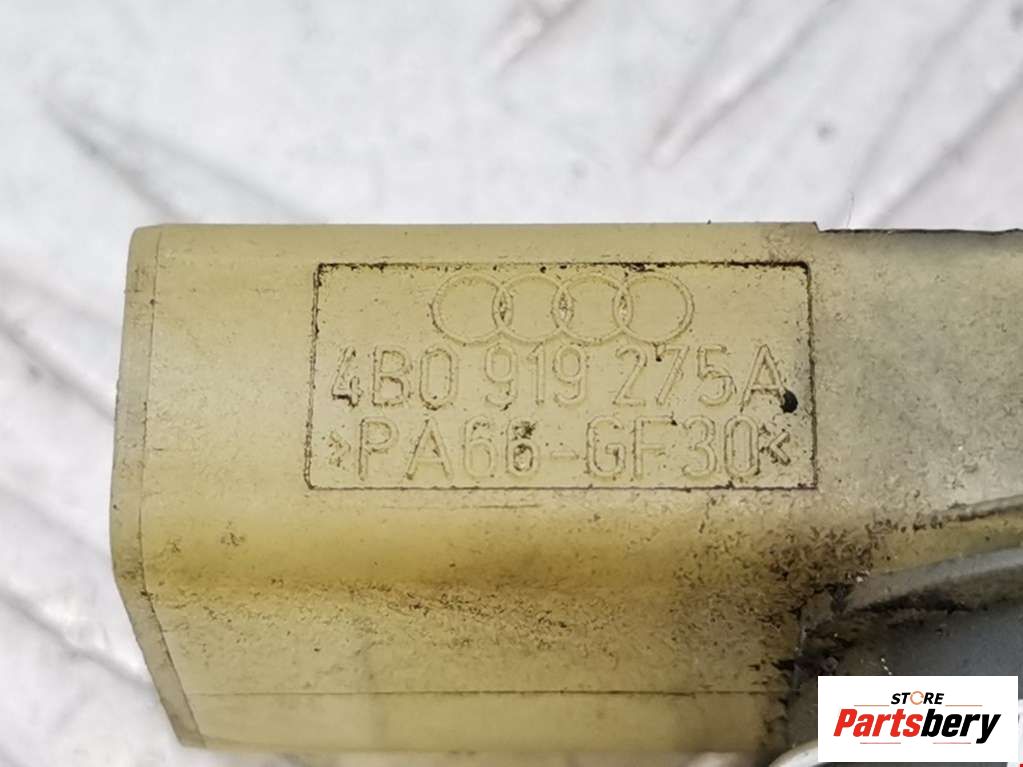 4B0 919 275A
>PA66-GF30<
STORE
Partsbery